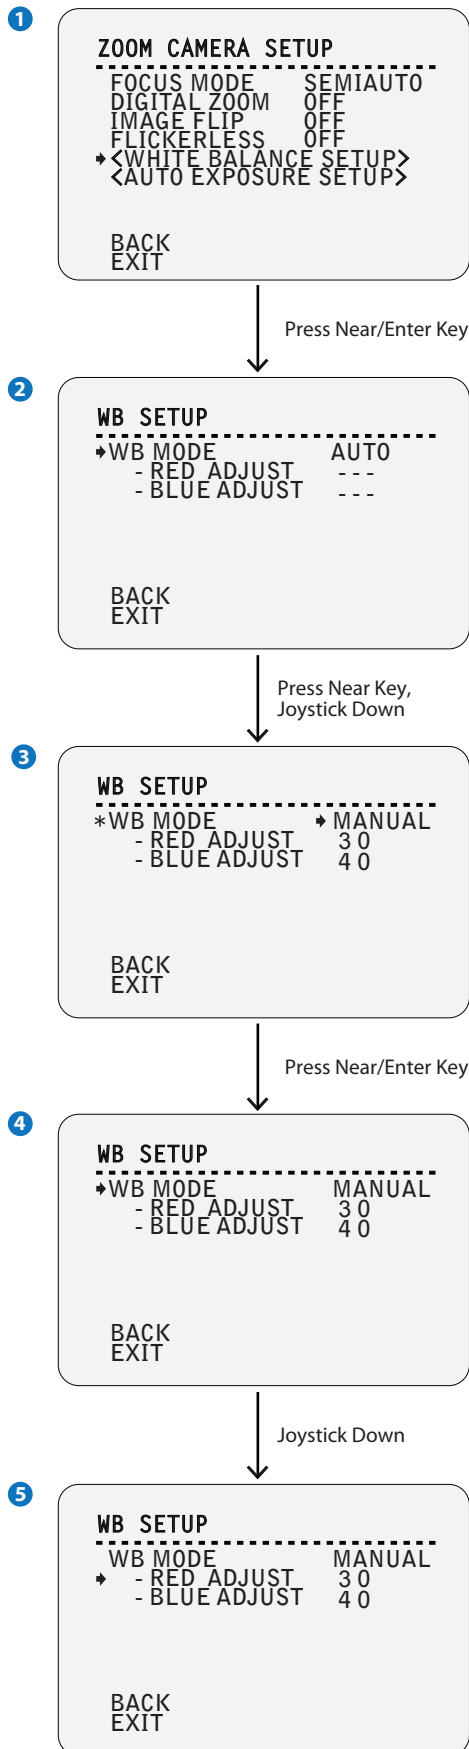 1
ZOOM CAMERA SETUP
FOCUS MODE SEMIAUTO
DIGITAL ZOOM OFF
IMAGE FLIP OFF
FLICKERLESS OFF
<WHITE BALANCE SETUP>
<AUTO EXPOSURE SETUP>
BACK
EXIT
Press Near/Enter Key
2
WB SETUP
WB MODE AUTO
- RED ADJUST ---
- BLUE ADJUST ---
BACK
EXIT
Press Near Key,
Joystick Down
3
WB SETUP
*WB MODE MANUAL
- RED ADJUST 30
- BLUE ADJUST 40
BACK
EXIT
Press Near/Enter Key
4
WB SETUP
WB MODE MANUAL
- RED ADJUST 30
- BLUE ADJUST 40
BACK
EXIT
Joystick Down
5
WB SETUP
WB MODE MANUAL
- RED ADJUST 30
- BLUE ADJUST 40
BACK
EXIT